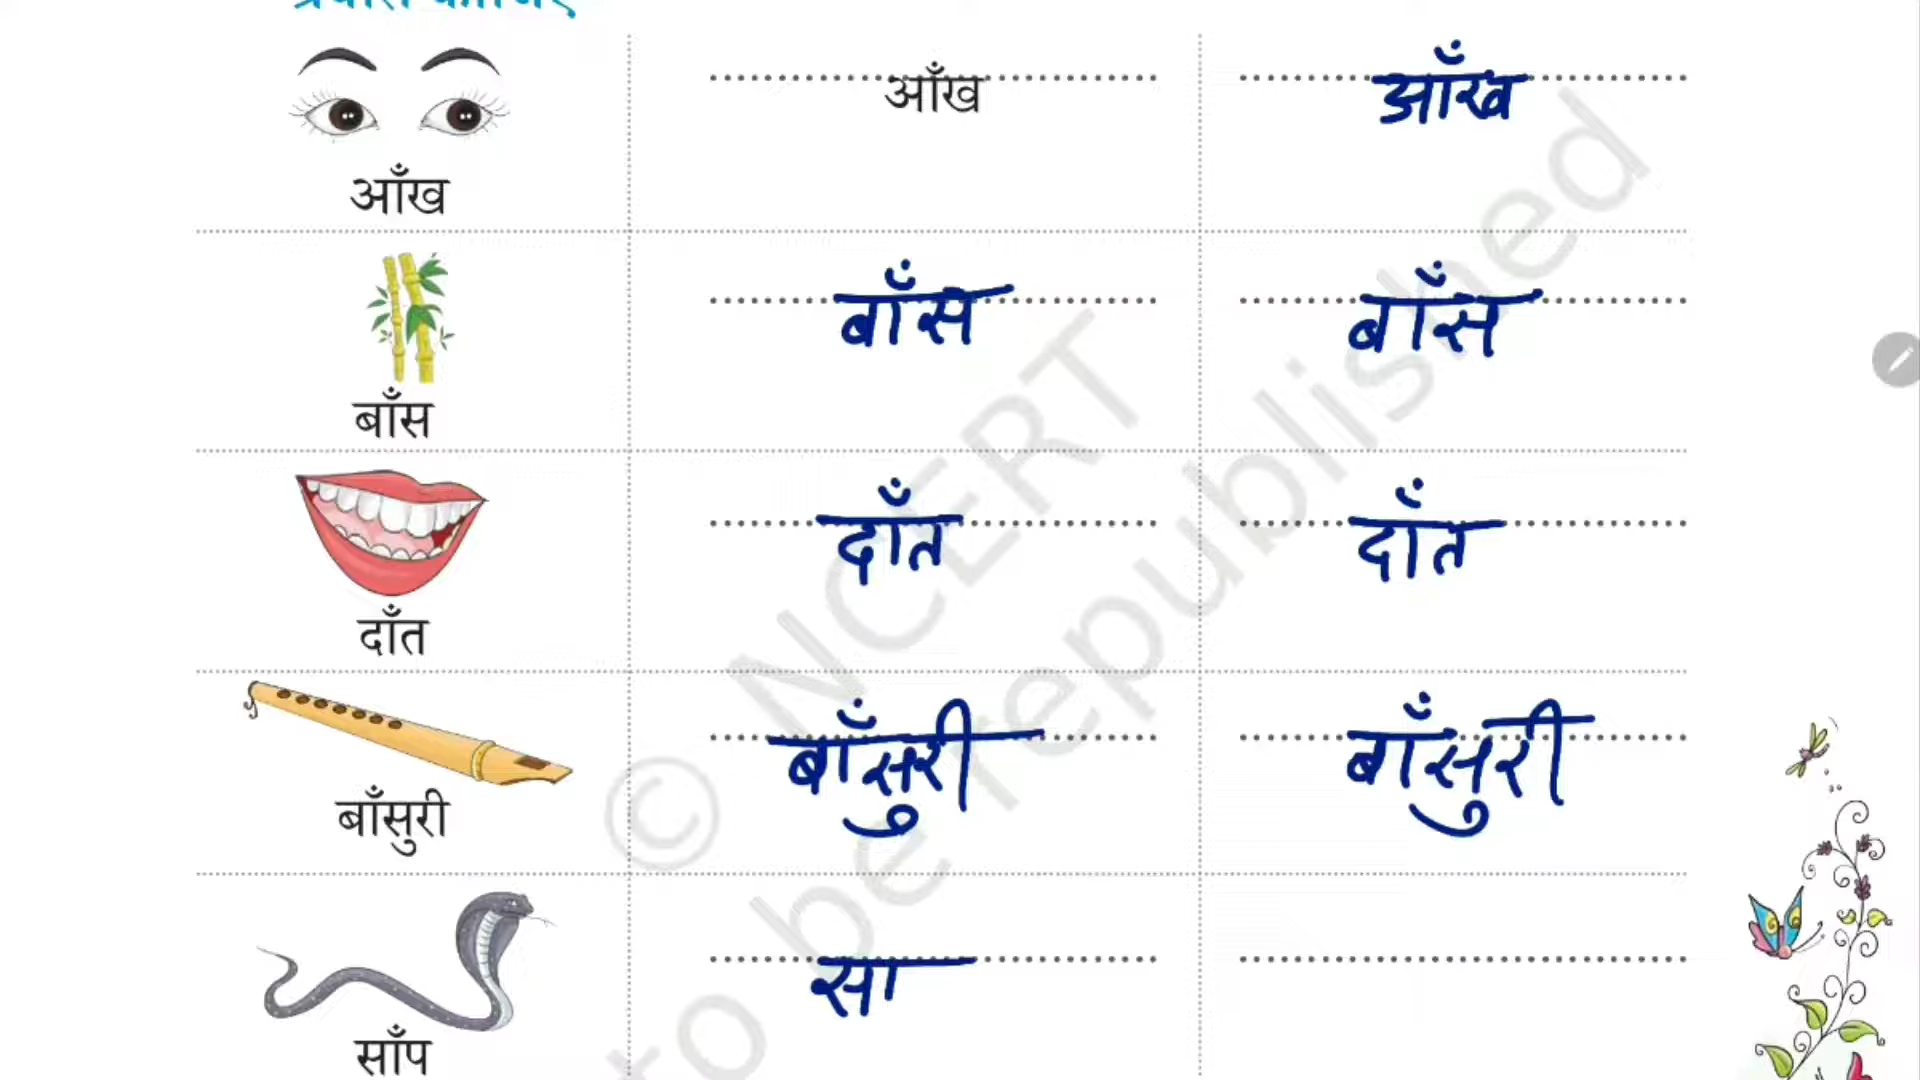 आँख आँख
आँख
बाँस बाँस
बाँस
दाँत दाँत
दाँत
बाँसुरी बाँसुरी
बाँसुरी
सा
साँप
© NCERT
to be republished